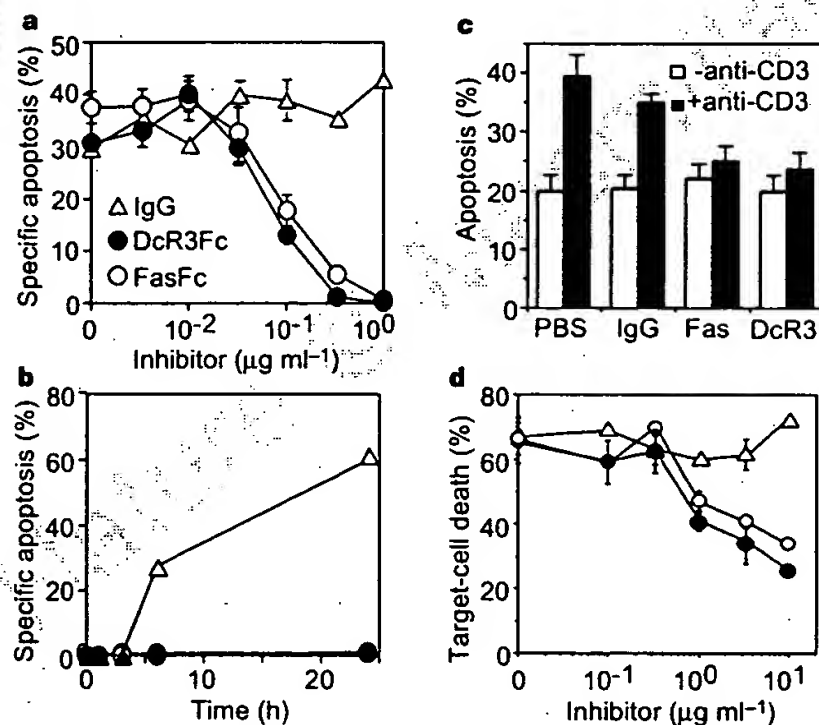 a
Specific apoptosis (%)
50
40
30
20
10
0
△ IgG
● DcR3Fc
○ FasFc
0 10⁻² 10⁻¹ 10⁰
Inhibitor (µg ml⁻¹)
c
Apoptosis (%)
40
30
20
10
0
□ -anti-CD3
■ +anti-CD3
PBS IgG Fas DcR3
b
Specific apoptosis (%)
80
60
40
20
0
0 10 20
Time (h)
d
Target-cell death (%)
80
60
40
20
0
0 10⁻¹ 10⁰ 10¹
Inhibitor (µg ml⁻¹)